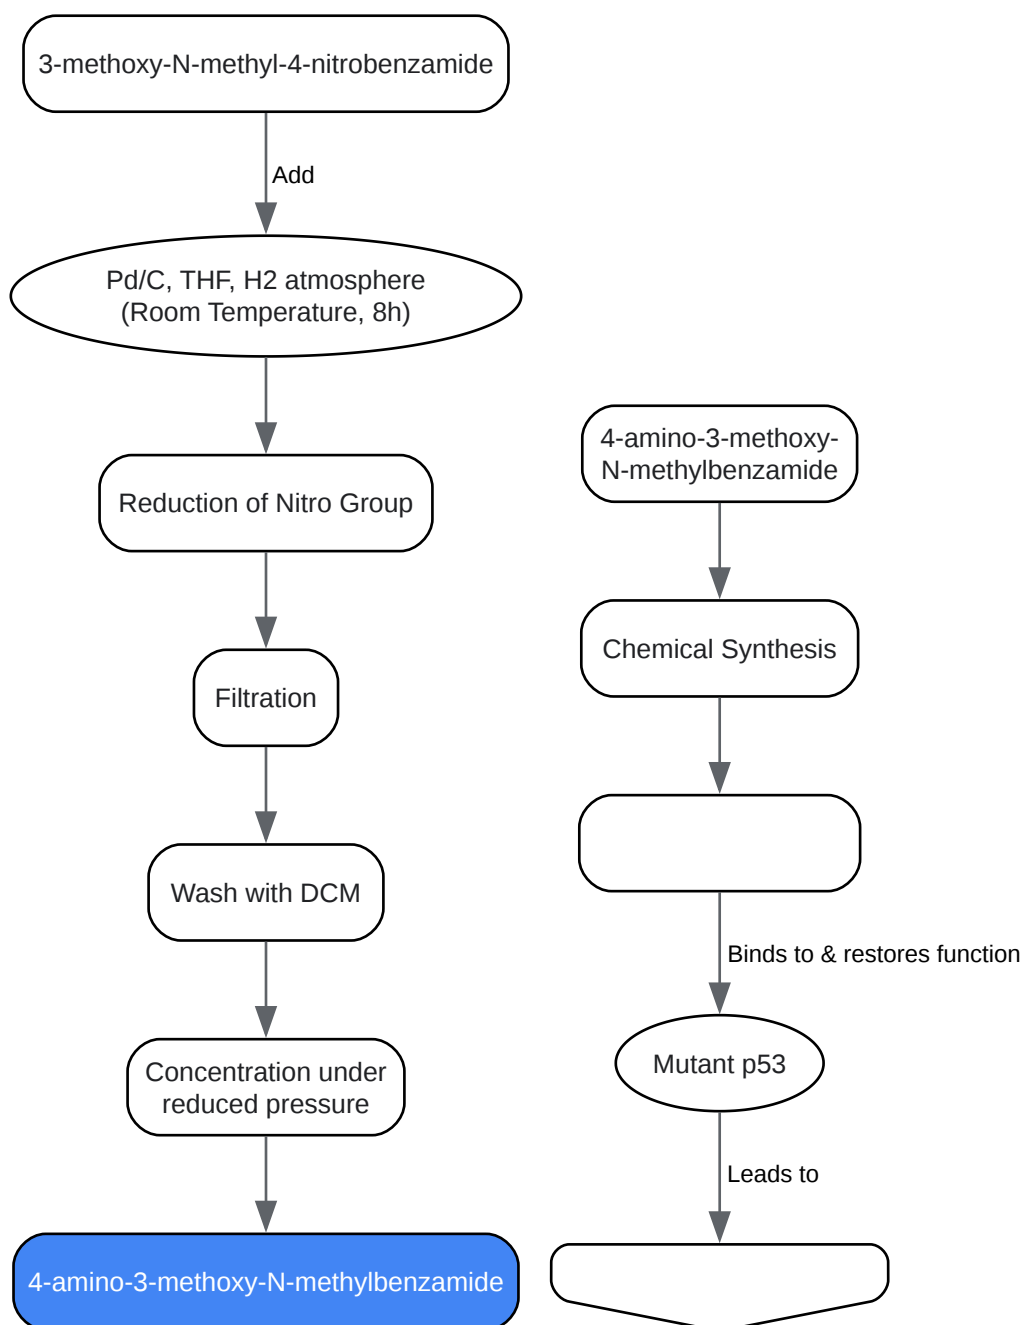 3-methoxy-N-methyl-4-nitrobenzamide
Add
Pd/C, THF, H2 atmosphere
(Room Temperature, 8h)
Reduction of Nitro Group
Filtration
Wash with DCM
Concentration under
reduced pressure
4-amino-3-methoxy-N-methylbenzamide
4-amino-3-methoxy-
N-methylbenzamide
Chemical Synthesis
Binds to & restores function
Mutant p53
Leads to